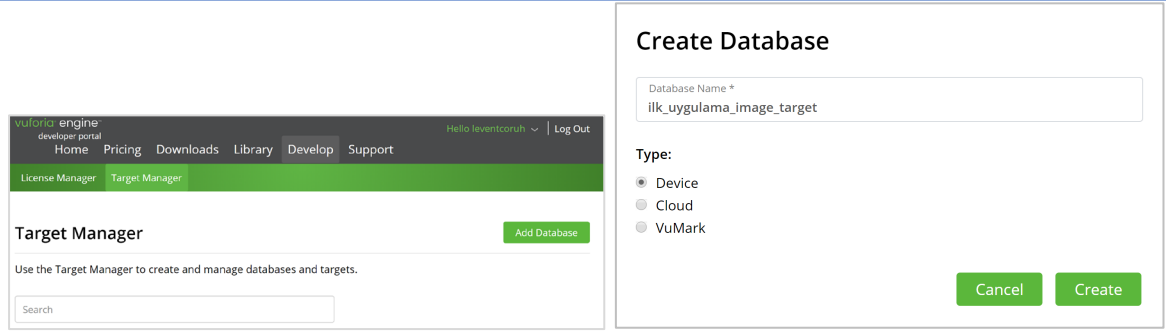 vuforia engine™
developer portal
Hello leventcoruh
Log Out
Home Pricing Downloads Library Develop Support
License Manager Target Manager
Target Manager
Add Database
Use the Target Manager to create and manage databases and targets.
Search
Create Database
Database Name *
ilk_uygulama_image_target
Type:
Device
Cloud
VuMark
Cancel Create